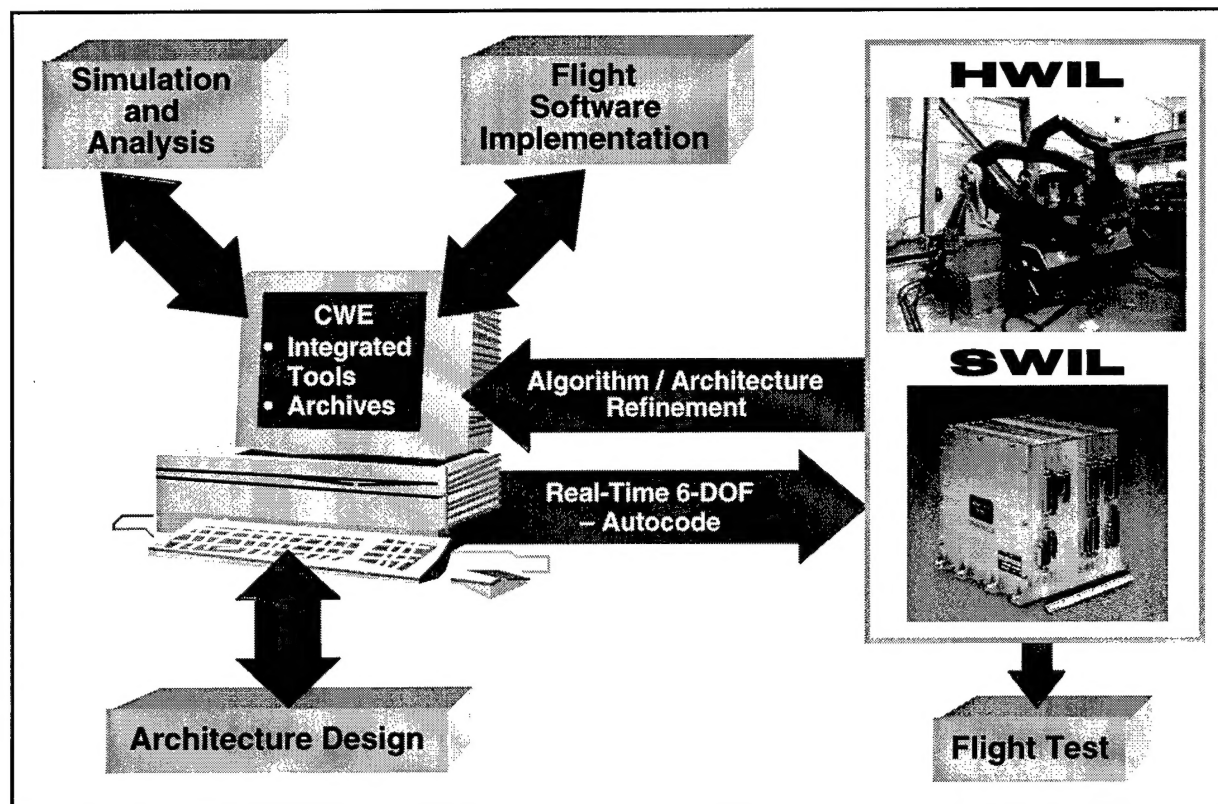 Simulation
and
Analysis
Flight
Software
Implementation
HWIL
CWE
• Integrated
Tools
• Archives
Algorithm / Architecture
Refinement
SWIL
Real-Time 6-DOF
– Autocode
Architecture Design
Flight Test